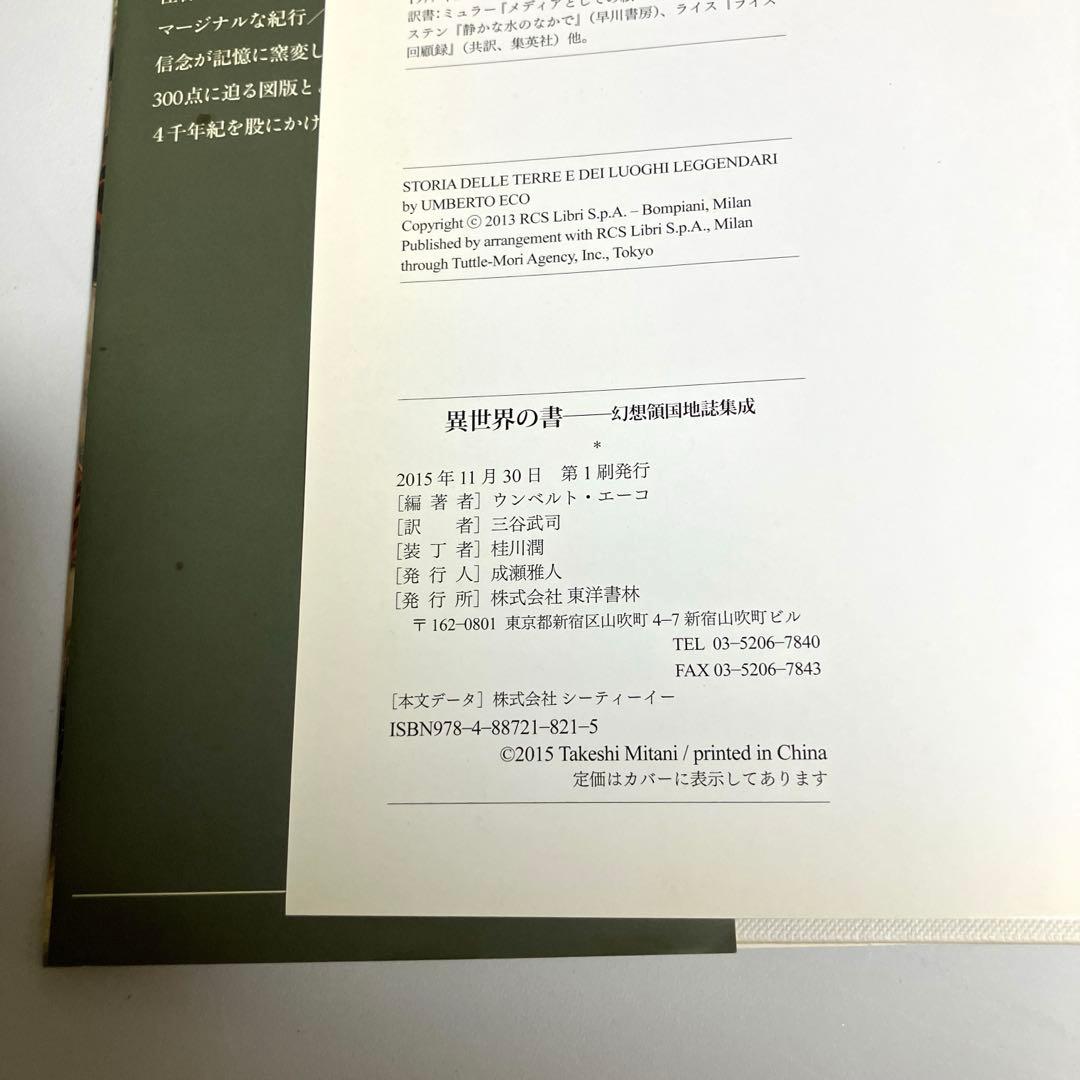 マージナルな紀行／
信念が記憶に窯変し
300点に迫る図版と
4千年紀を股にかけ
訳書：ミュラー『メディアとしての
ステン『静かな水のなかで』（早川書房）、ライス『ライス
回顧録』（共訳、集英社）他。
STORIA DELLE TERRE E DEI LUOGHI LEGGENDARI
by UMBERTO ECO
Copyright © 2013 RCS Libri S.p.A. – Bompiani, Milan
Published by arrangement with RCS Libri S.p.A., Milan
through Tuttle-Mori Agency, Inc., Tokyo
異世界の書――幻想領国地誌集成
*
2015年11月30日　第1刷発行
［編著者］ウンベルト・エーコ
［訳　者］三谷武司
［装丁者］桂川潤
［発行人］成瀬雅人
［発行所］株式会社 東洋書林
〒162–0801 東京都新宿区山吹町 4–7 新宿山吹町ビル
TEL 03–5206–7840
FAX 03–5206–7843
［本文データ］株式会社 シーティーイー
ISBN978–4–88721–821–5
©2015 Takeshi Mitani / printed in China
定価はカバーに表示してあります